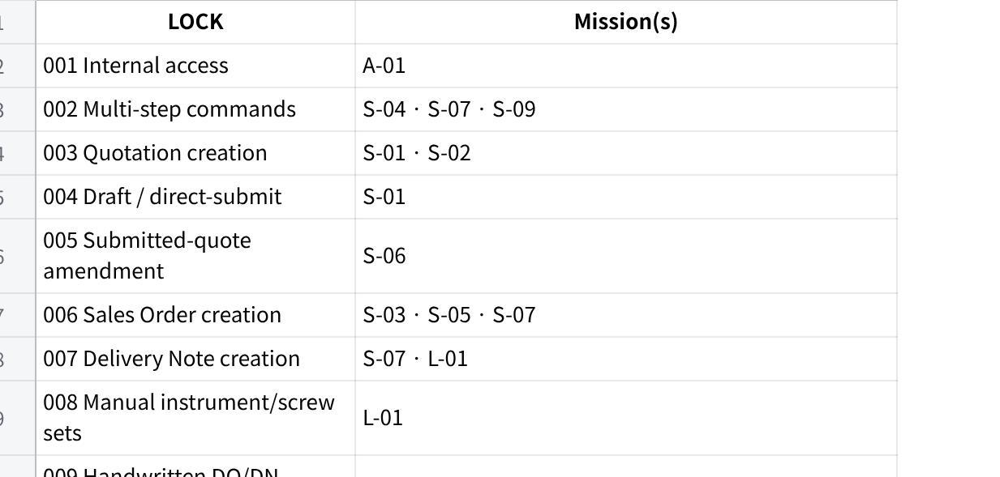 1 LOCK Mission(s)
2 001 Internal access A-01
3 002 Multi-step commands S-04 · S-07 · S-09
4 003 Quotation creation S-01 · S-02
5 004 Draft / direct-submit S-01
6 005 Submitted-quote
amendment S-06
7 006 Sales Order creation S-03 · S-05 · S-07
8 007 Delivery Note creation S-07 · L-01
9 008 Manual instrument/screw
sets L-01
009 Handwritten DO/DN